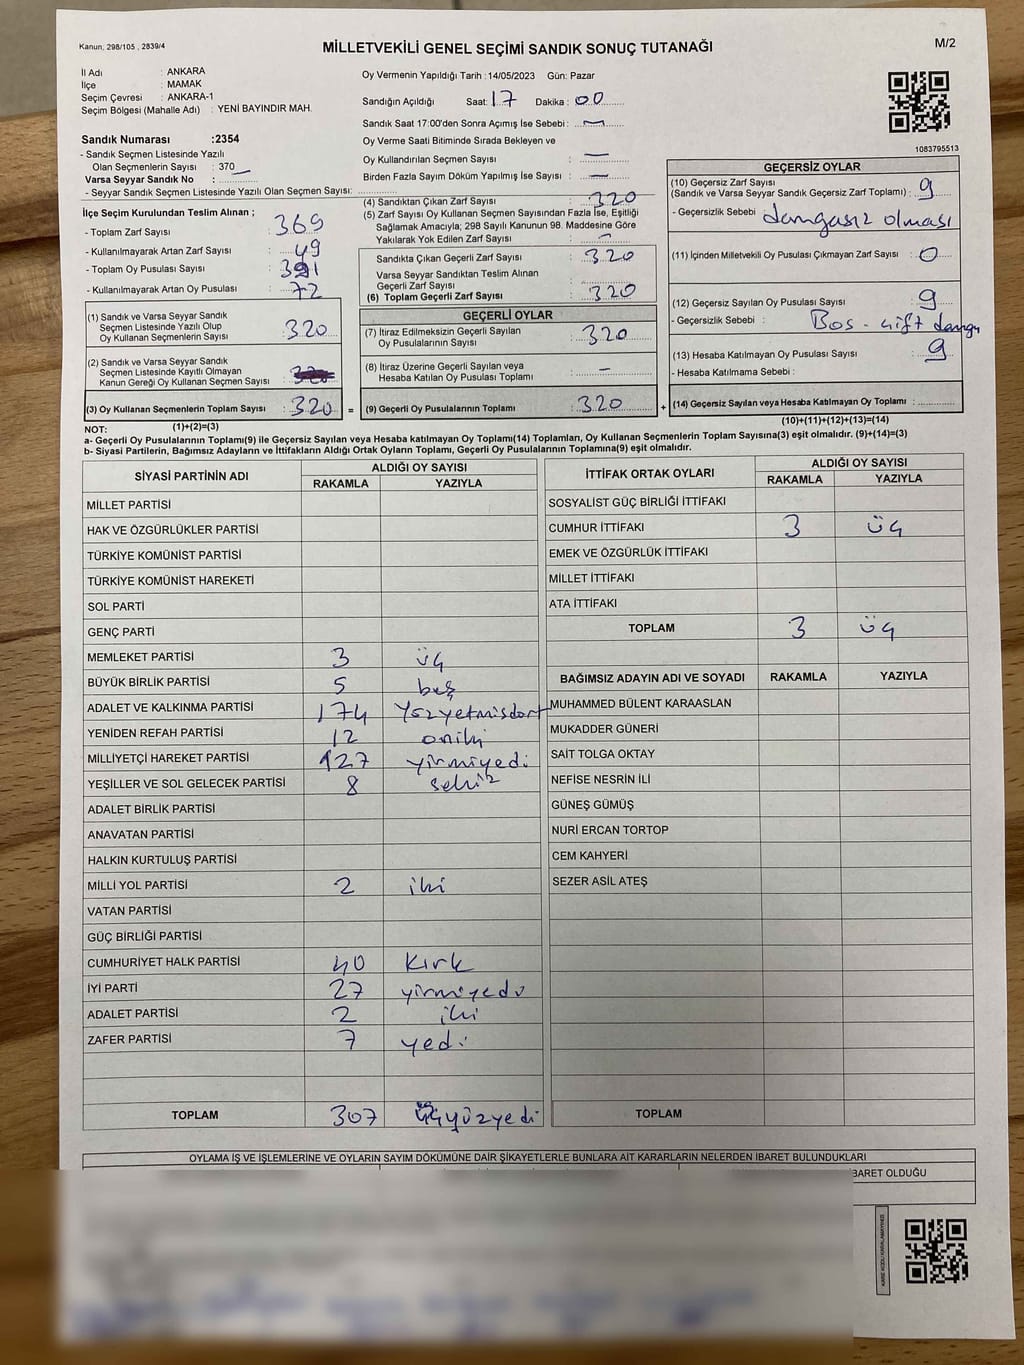 Kanun, 298/105 , 2839/4
MİLLETVEKİLİ GENEL SEÇİMİ SANDIK SONUÇ TUTANAĞI
M/2
İl Adı : ANKARA
İlçe : MAMAK
Seçim Çevresi : ANKARA-1
Seçim Bölgesi (Mahalle Adı) : YENİ BAYINDIR MAH.
Sandık Numarası :2354
- Sandık Seçmen Listesinde Yazılı
Olan Seçmenlerin Sayısı : 370
Varsa Seyyar Sandık No :
- Seyyar Sandık Seçmen Listesinde Yazılı Olan Seçmen Sayısı:
İlçe Seçim Kurulundan Teslim Alınan ;
- Toplam Zarf Sayısı : 369
- Kullanılmayarak Artan Zarf Sayısı : 49
- Toplam Oy Pusulası Sayısı : 391
- Kullanılmayarak Artan Oy Pusulası : 72
(1) Sandık ve Varsa Seyyar Sandık
Seçmen Listesinde Yazılı Olup
Oy Kullanan Seçmenlerin Sayısı : 320
(2) Sandık ve Varsa Seyyar Sandık
Seçmen Listesinde Kayıtlı Olmayan
Kanun Gereği Oy Kullanan Seçmen Sayısı :
(3) Oy Kullanan Seçmenlerin Toplam Sayısı : 320 =
(1)+(2)=(3)
Oy Vermenin Yapıldığı Tarih : 14/05/2023 Gün: Pazar
Sandığın Açıldığı Saat: 17 Dakika : 00
Sandık Saat 17:00'den Sonra Açımış İse Sebebi : —
Oy Verme Saati Bitiminde Sırada Bekleyen ve
Oy Kullandırılan Seçmen Sayısı : —
Birden Fazla Sayım Döküm Yapılmış İse Sayısı : —
(4) Sandıktan Çıkan Zarf Sayısı : 320
(5) Zarf Sayısı Oy Kullanan Seçmen Sayısından Fazla İse, Eşitliği
Sağlamak Amacıyla; 298 Sayılı Kanunun 98. Maddesine Göre
Yakılarak Yok Edilen Zarf Sayısı : —
Sandıkta Çıkan Geçerli Zarf Sayısı : 320
Varsa Seyyar Sandıktan Teslim Alınan
Geçerli Zarf Sayısı :
(6) Toplam Geçerli Zarf Sayısı : 320
GEÇERLİ OYLAR
(7) İtiraz Edilmeksizin Geçerli Sayılan
Oy Pusulalarının Sayısı : 320
(8) İtiraz Üzerine Geçerli Sayılan veya
Hesaba Katılan Oy Pusulası Toplamı : —
(9) Geçerli Oy Pusulalarının Toplamı : 320 +
1083795513
GEÇERSİZ OYLAR
(10) Geçersiz Zarf Sayısı
(Sandık ve Varsa Seyyar Sandık Geçersiz Zarf Toplamı) : 9
- Geçersizlik Sebebi : damgasız olması
(11) İçinden Milletvekili Oy Pusulası Çıkmayan Zarf Sayısı : 0
(12) Geçersiz Sayılan Oy Pusulası Sayısı : 9
- Geçersizlik Sebebi : Boş - çift damga
(13) Hesaba Katılmayan Oy Pusulası Sayısı : 9
- Hesaba Katılmama Sebebi :
(14) Geçersiz Sayılan veya Hesaba Katılmayan Oy Toplamı :
(10)+(11)+(12)+(13)=(14)
NOT:
a- Geçerli Oy Pusulalarının Toplamı(9) ile Geçersiz Sayılan veya Hesaba katılmayan Oy Toplamı(14) Toplamları, Oy Kullanan Seçmenlerin Toplam Sayısına(3) eşit olmalıdır. (9)+(14)=(3)
b- Siyasi Partilerin, Bağımsız Adayların ve İttifakların Aldığı Ortak Oyların Toplamı, Geçerli Oy Pusulalarının Toplamına(9) eşit olmalıdır.
SİYASİ PARTİNİN ADI ALDIĞI OY SAYISI
RAKAMLA YAZIYLA
MİLLET PARTİSİ
HAK VE ÖZGÜRLÜKLER PARTİSİ
TÜRKİYE KOMÜNİST PARTİSİ
TÜRKİYE KOMÜNİST HAREKETİ
SOL PARTİ
GENÇ PARTİ
MEMLEKET PARTİSİ 3 üç
BÜYÜK BİRLİK PARTİSİ 5 beş
ADALET VE KALKINMA PARTİSİ 174 Yüzyetmişdört
YENİDEN REFAH PARTİSİ 12 oniki
MİLLİYETÇİ HAREKET PARTİSİ 27 yirmiyedi
YEŞİLLER VE SOL GELECEK PARTİSİ 8 sekiz
ADALET BİRLİK PARTİSİ
ANAVATAN PARTİSİ
HALKIN KURTULUŞ PARTİSİ
MİLLİ YOL PARTİSİ 2 iki
VATAN PARTİSİ
GÜÇ BİRLİĞİ PARTİSİ
CUMHURİYET HALK PARTİSİ 40 Kırk
İYİ PARTİ 27 yirmiyedi
ADALET PARTİSİ 2 iki
ZAFER PARTİSİ 7 yedi
TOPLAM 307 üçyüzyedi
İTTİFAK ORTAK OYLARI ALDIĞI OY SAYISI
RAKAMLA YAZIYLA
SOSYALİST GÜÇ BİRLİĞİ İTTİFAKI
CUMHUR İTTİFAKI 3 üç
EMEK VE ÖZGÜRLÜK İTTİFAKI
MİLLET İTTİFAKI
ATA İTTİFAKI
TOPLAM 3 üç
BAĞIMSIZ ADAYIN ADI VE SOYADI RAKAMLA YAZIYLA
MUHAMMED BÜLENT KARAASLAN
MUKADDER GÜNERİ
SAİT TOLGA OKTAY
NEFİSE NESRİN İLİ
GÜNEŞ GÜMÜŞ
NURİ ERCAN TORTOP
CEM KAHYERİ
SEZER ASİL ATEŞ
TOPLAM
OYLAMA İŞ VE İŞLEMLERİNE VE OYLARIN SAYIM DÖKÜMÜNE DAİR ŞİKAYETLERLE BUNLARA AİT KARARLARIN NELERDEN İBARET BULUNDUKLARI
İBARET OLDUĞU